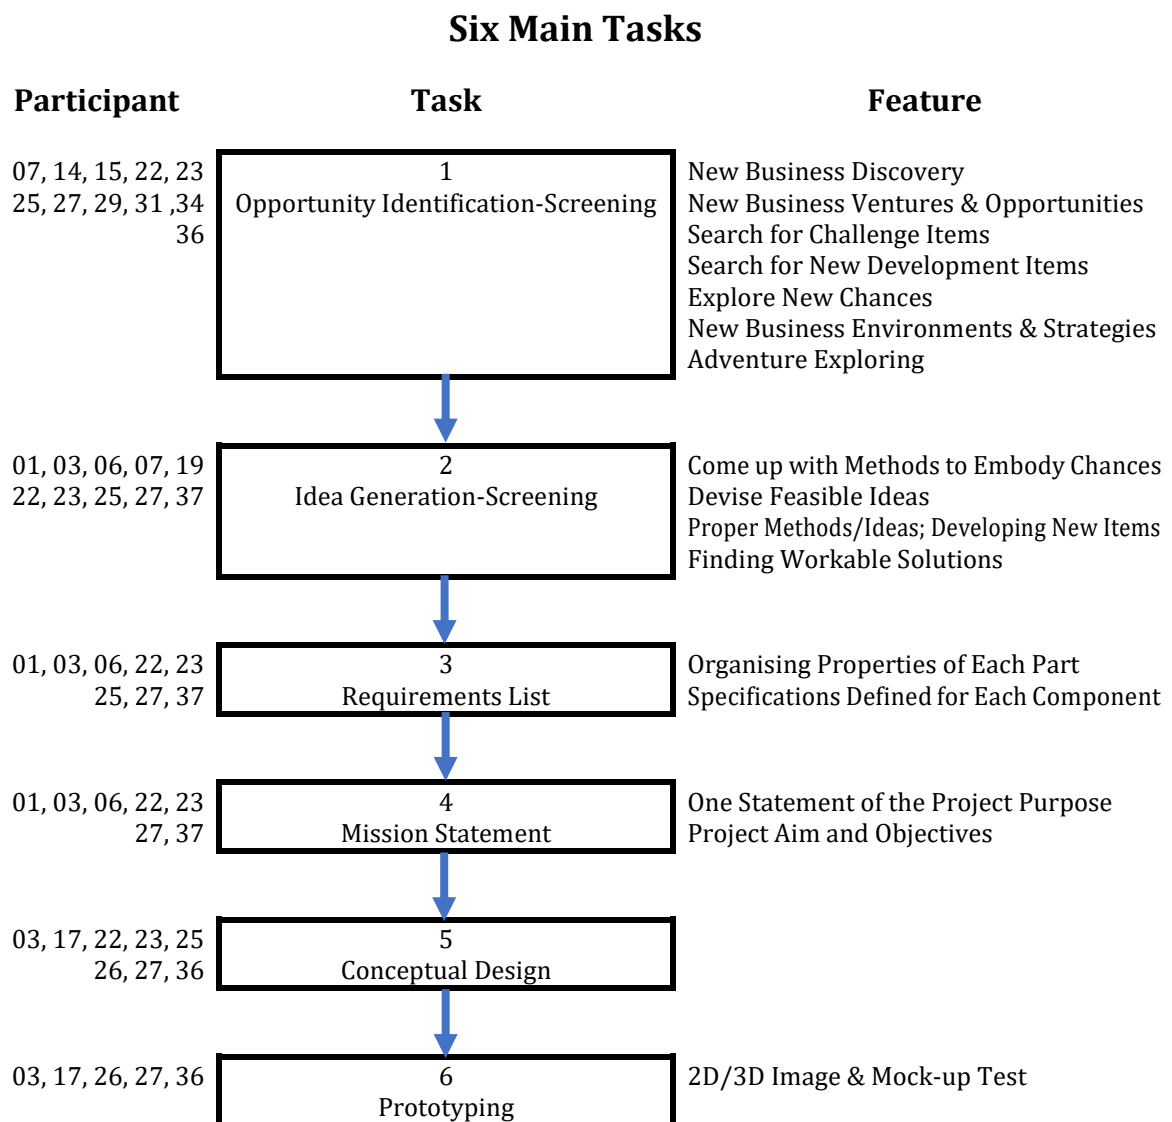 Six Main Tasks
Participant Task Feature
07, 14, 15, 22, 23 1 New Business Discovery
25, 27, 29, 31 ,34 Opportunity Identification-Screening New Business Ventures & Opportunities
36 Search for Challenge Items
Search for New Development Items
Explore New Chances
New Business Environments & Strategies
Adventure Exploring
01, 03, 06, 07, 19 2 Come up with Methods to Embody Chances
22, 23, 25, 27, 37 Idea Generation-Screening Devise Feasible Ideas
Proper Methods/Ideas; Developing New Items
Finding Workable Solutions
01, 03, 06, 22, 23 3 Organising Properties of Each Part
25, 27, 37 Requirements List Specifications Defined for Each Component
01, 03, 06, 22, 23 4 One Statement of the Project Purpose
27, 37 Mission Statement Project Aim and Objectives
03, 17, 22, 23, 25 5
26, 27, 36 Conceptual Design
03, 17, 26, 27, 36 6 2D/3D Image & Mock-up Test
Prototyping